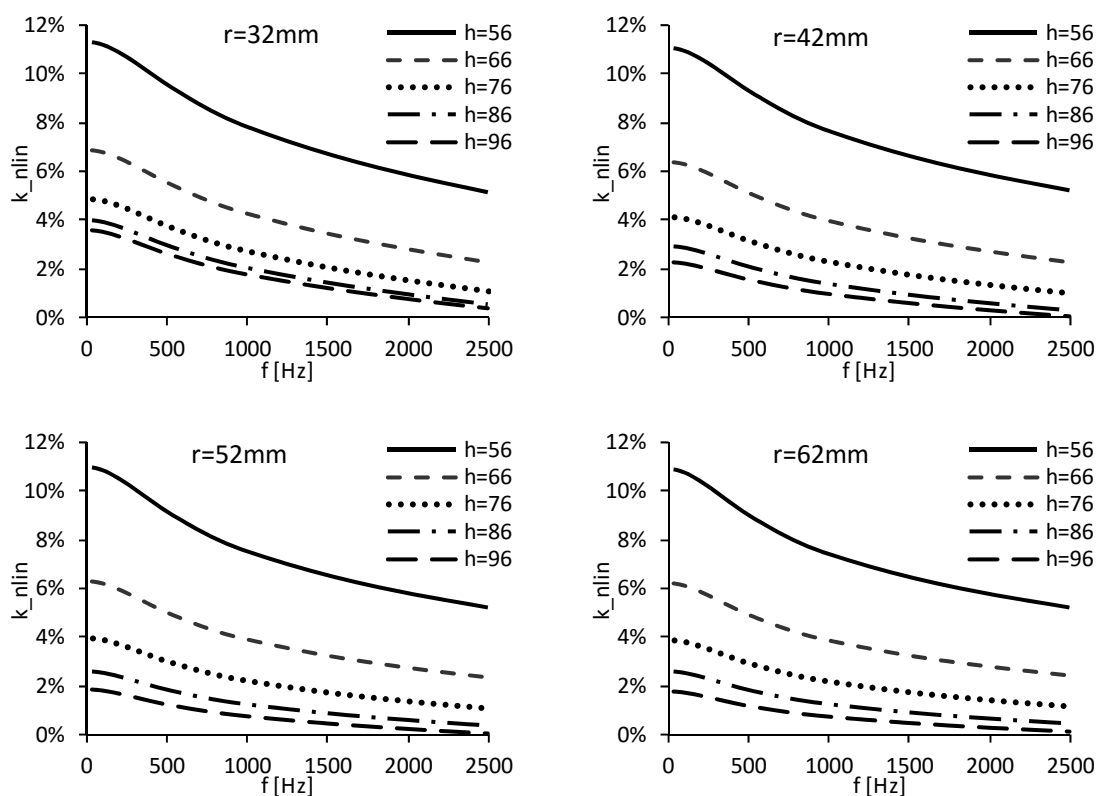 12%
10%
8%
6%
4%
2%
0%
k_nlin
r=32mm
h=56
h=66
h=76
h=86
h=96
0 500 1000 1500 2000 2500
f [Hz]
12%
10%
8%
6%
4%
2%
0%
k_nlin
r=42mm
h=56
h=66
h=76
h=86
h=96
0 500 1000 1500 2000 2500
f [Hz]
12%
10%
8%
6%
4%
2%
0%
k_nlin
r=52mm
h=56
h=66
h=76
h=86
h=96
0 500 1000 1500 2000 2500
f [Hz]
12%
10%
8%
6%
4%
2%
0%
k_nlin
r=62mm
h=56
h=66
h=76
h=86
h=96
0 500 1000 1500 2000 2500
f [Hz]